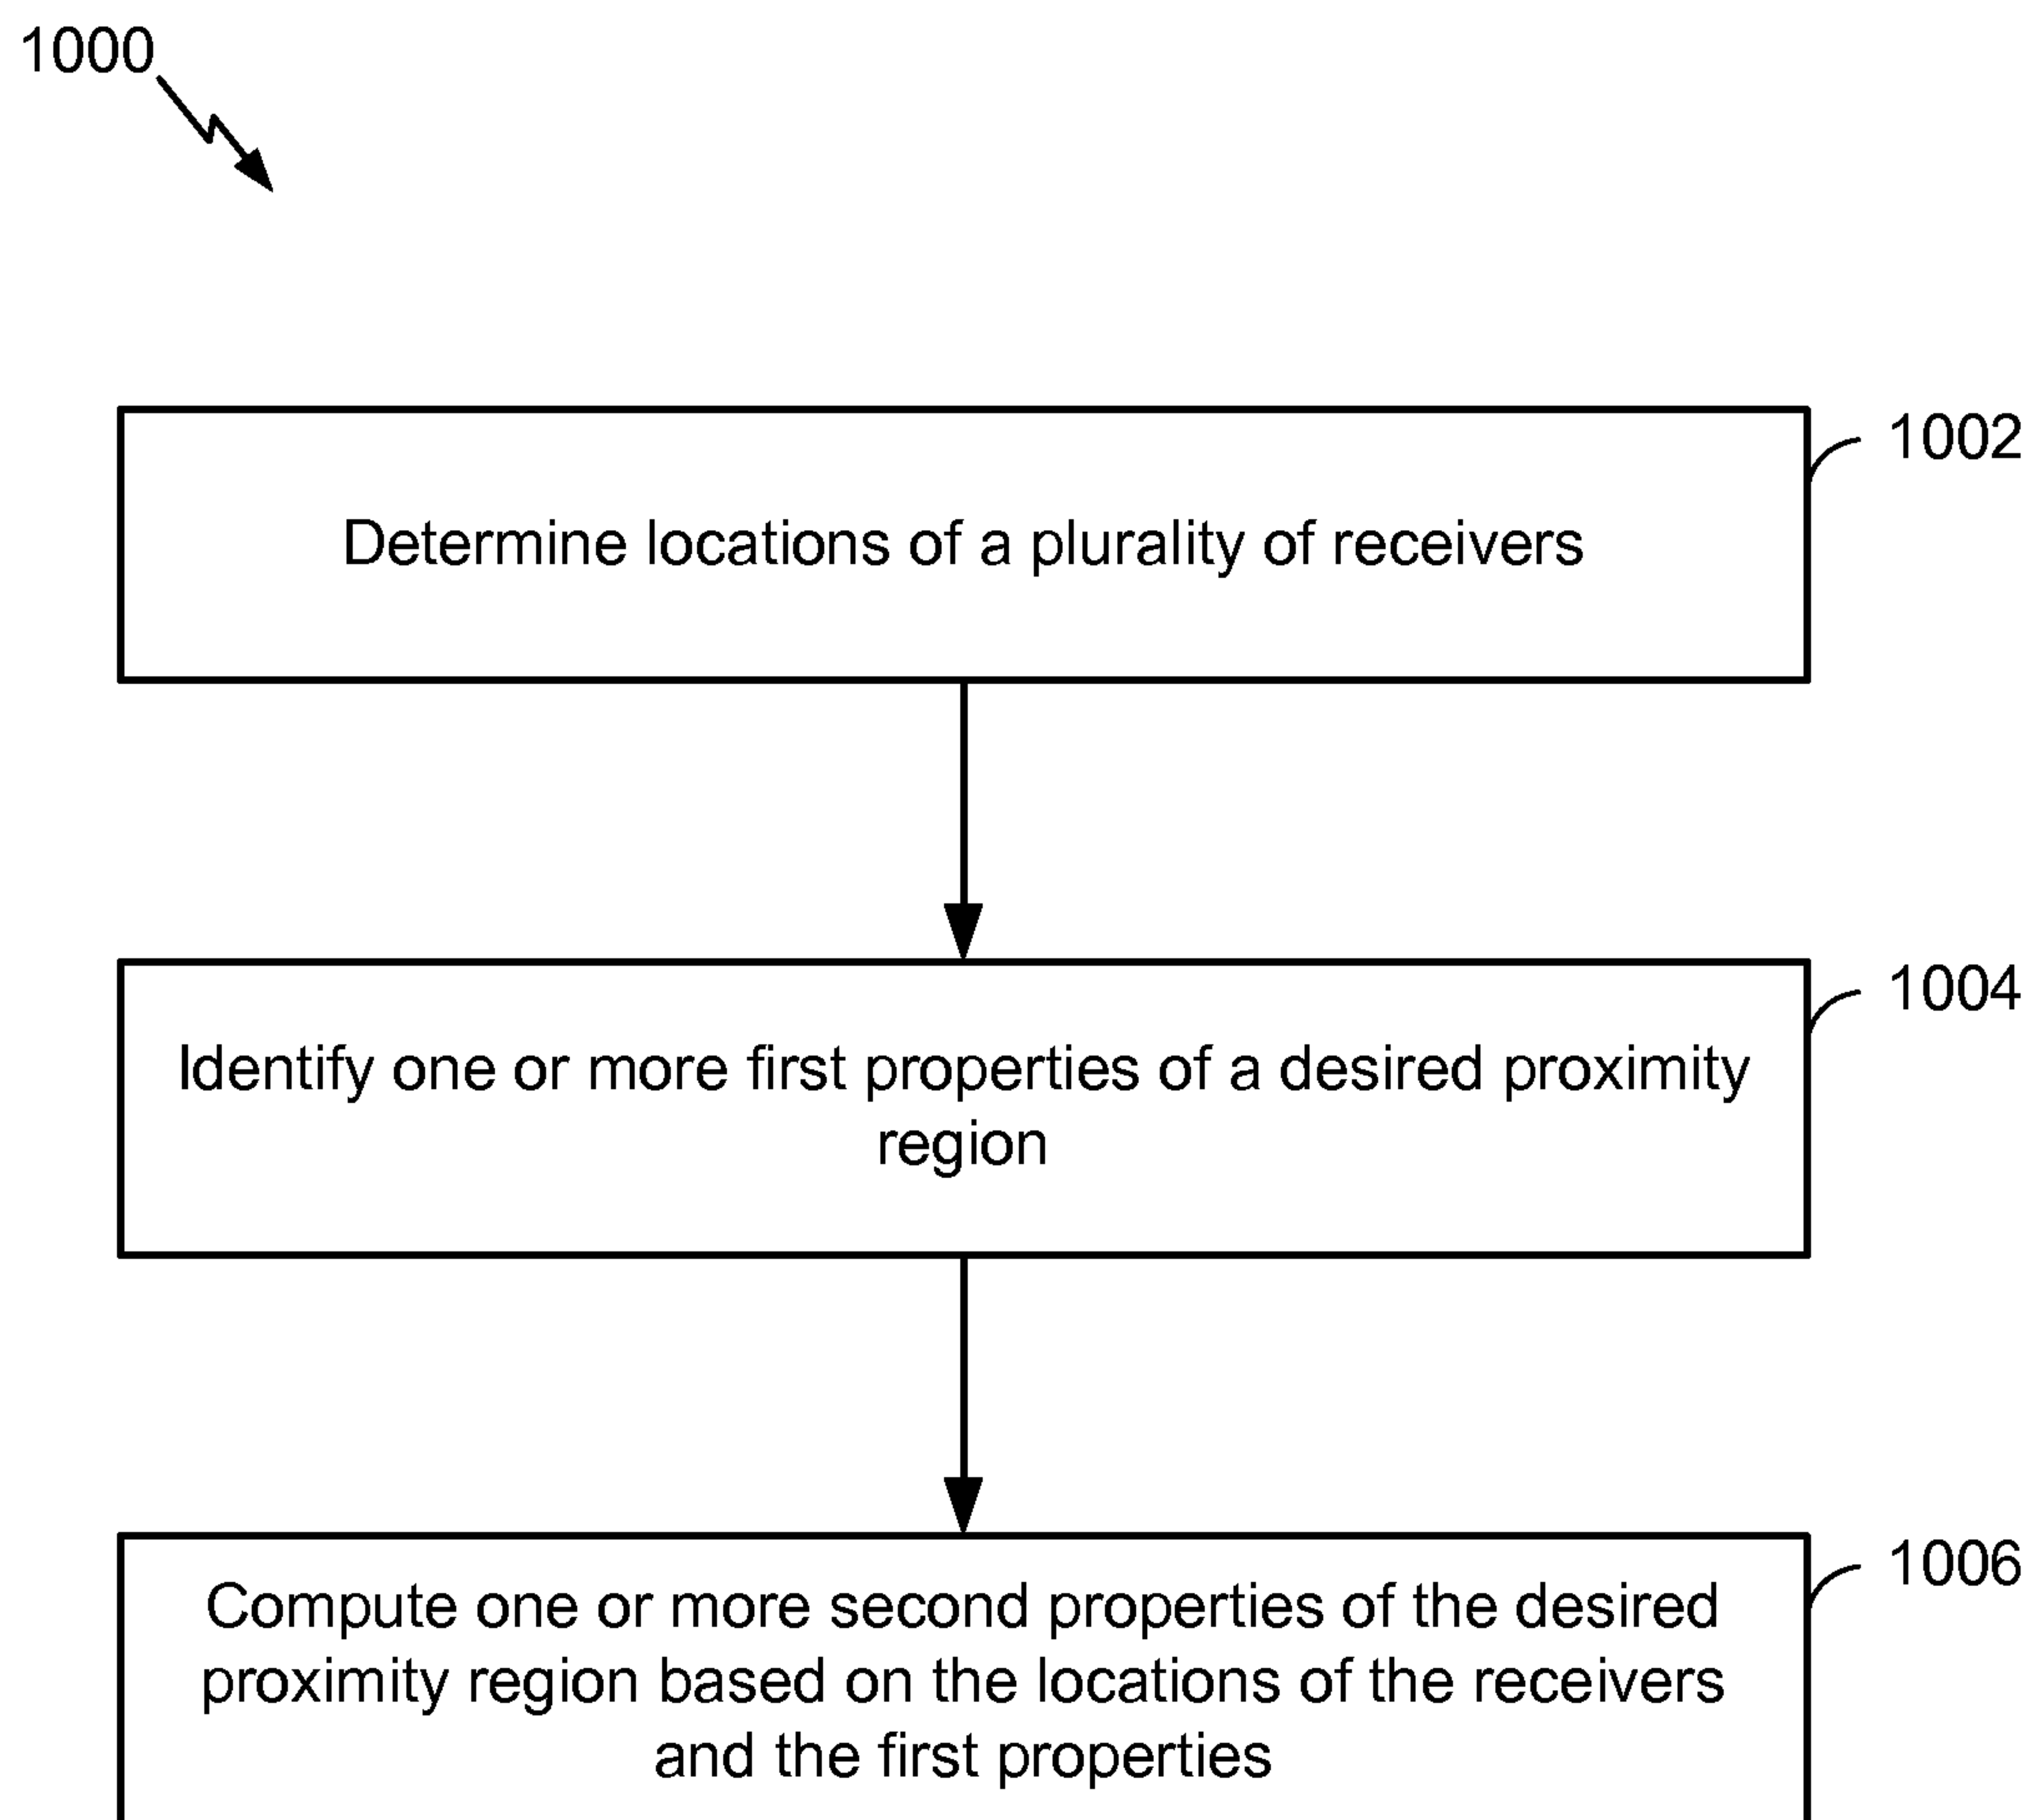 1000
1002
Determine locations of a plurality of receivers
1004
Identify one or more first properties of a desired proximity
region
1006
Compute one or more second properties of the desired
proximity region based on the locations of the receivers
and the first properties